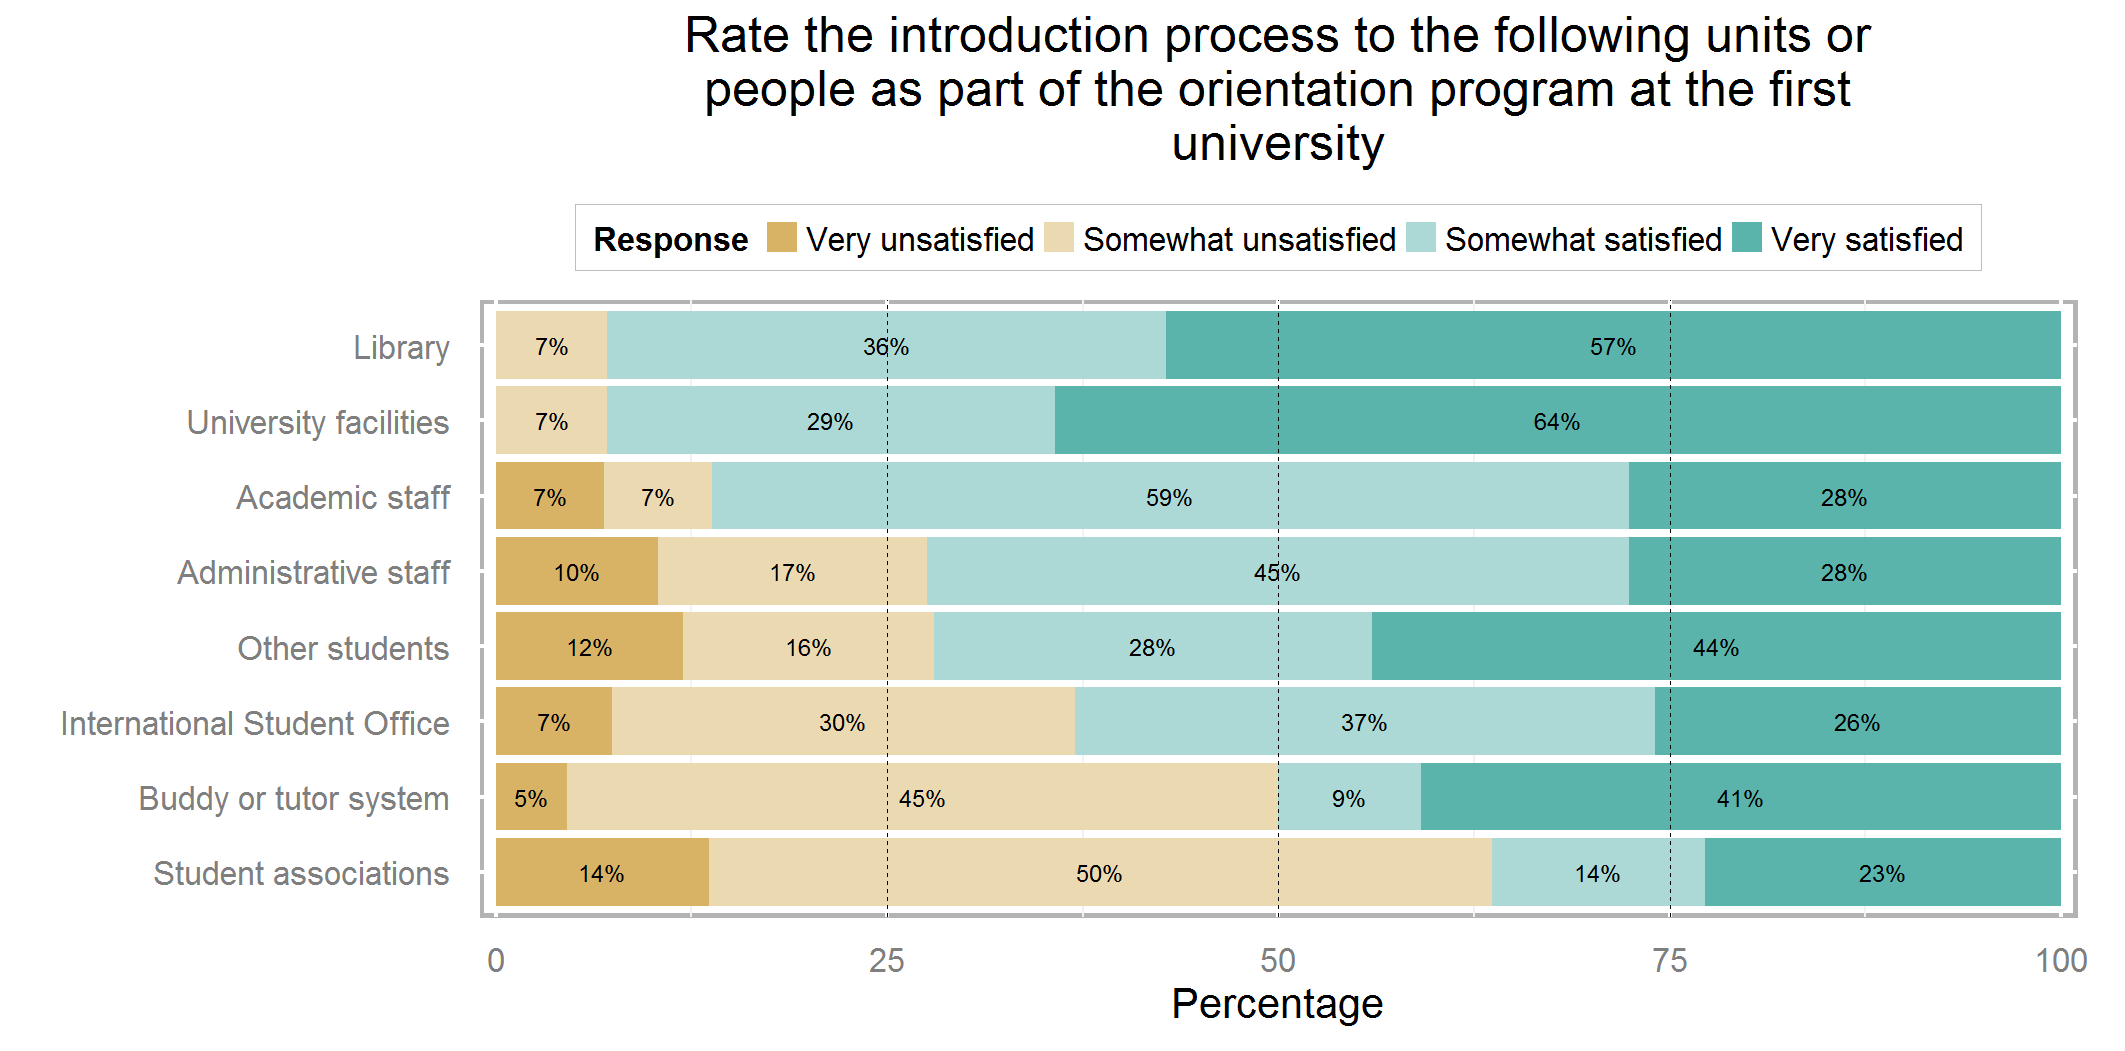 Rate the introduction process to the following units or
people as part of the orientation program at the first
university
Response Very unsatisfied Somewhat unsatisfied Somewhat satisfied Very satisfied
Library 7% 36% 57%
University facilities 7% 29% 64%
Academic staff 7% 7% 59% 28%
Administrative staff 10% 17% 45% 28%
Other students 12% 16% 28% 44%
International Student Office 7% 30% 37% 26%
Buddy or tutor system 5% 45% 9% 41%
Student associations 14% 50% 14% 23%
0 25 50 75 100
Percentage